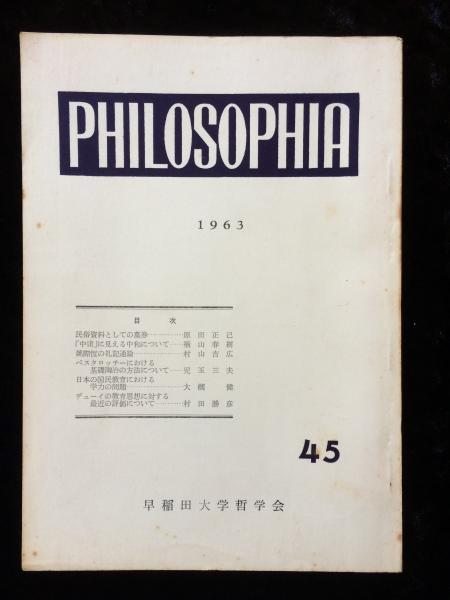 PHILOSOPHIA
1963
目次
民俗資料としての墓券…………原田正己
『中庸』に見える中和について……楠山春樹
姚際恒の礼記通論…………村山吉広
ペスタロッチーにおける
基礎陶冶の方法について……児玉三夫
日本の国民教育における
学力の問題…………大槻健
デューイの教育思想に対する
最近の評価について……村田勝彦
45
早稲田大学哲学会